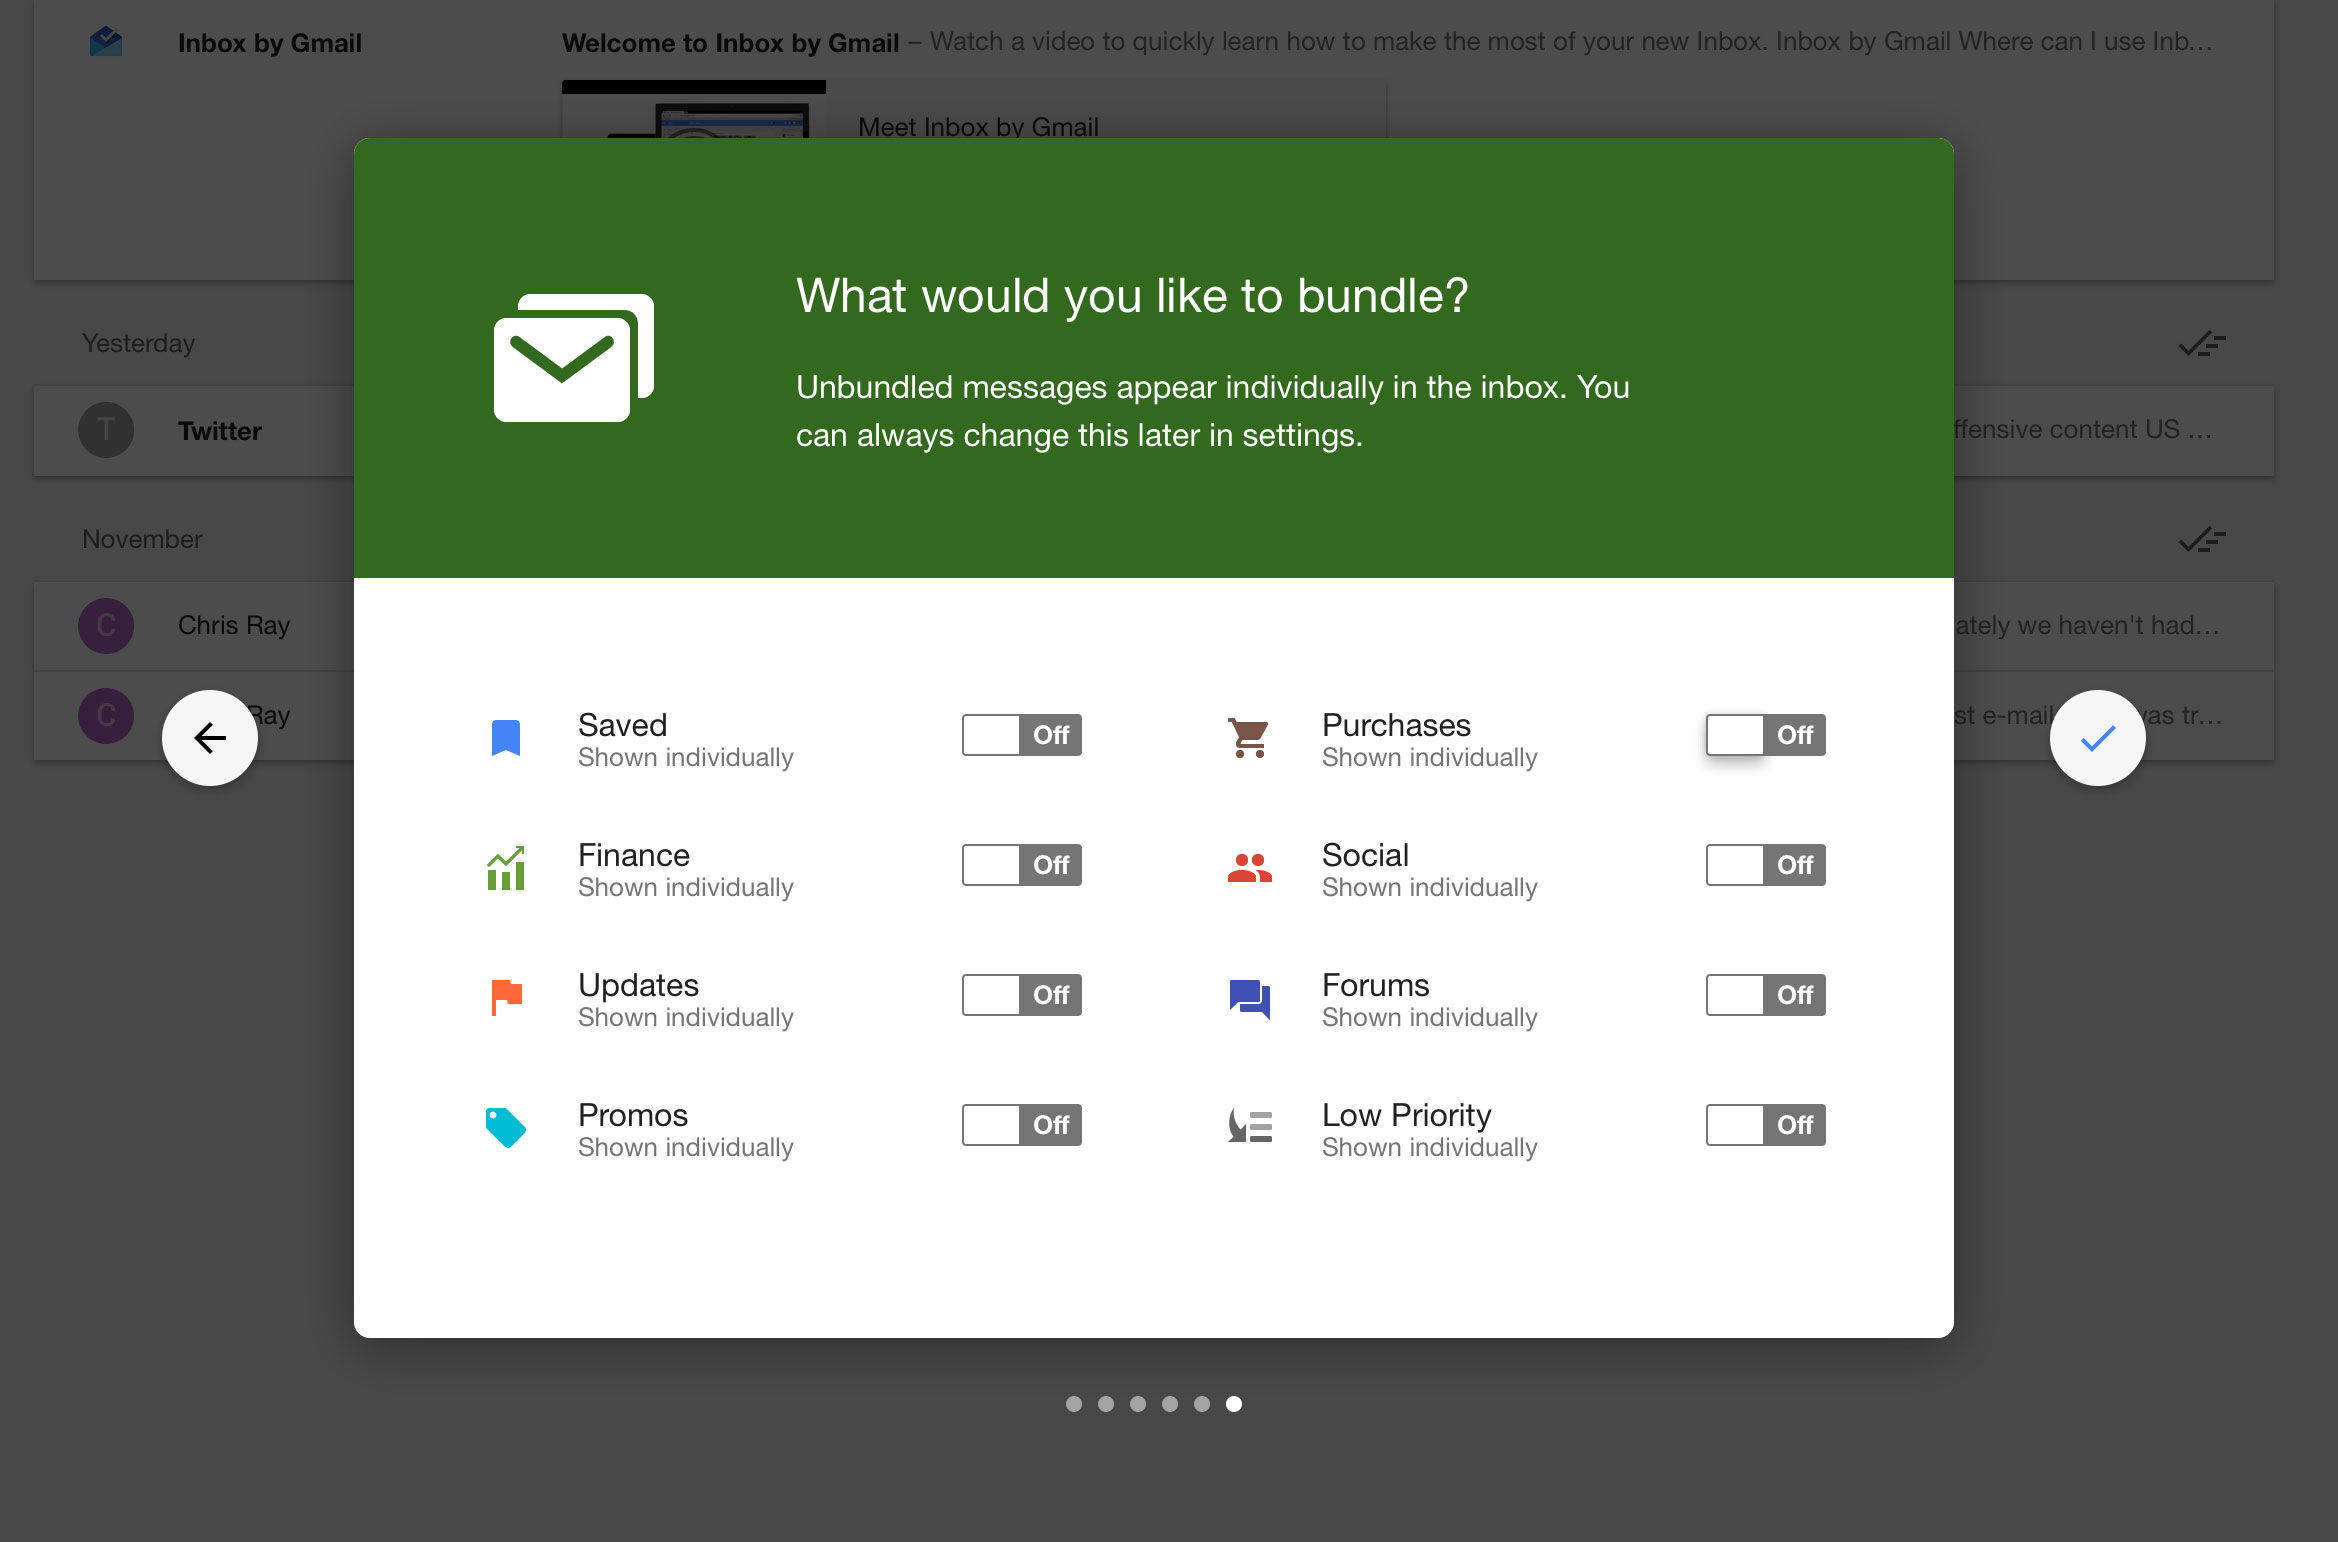 Inbox by Gmail
Welcome to Inbox by Gmail – Watch a video to quickly learn how to make the most of your new Inbox. Inbox by Gmail Where can I use Inb…
Meet Inbox by Gmail
What would you like to bundle?
Unbundled messages appear individually in the inbox. You
can always change this later in settings.
Yesterday
T
Twitter
ffensive content US …
November
C
Chris Ray
ately we haven't had…
C
Ray
st e-mail
as tr…
Saved
Shown individually
Off
Purchases
Shown individually
Off
Finance
Shown individually
Off
Social
Shown individually
Off
Updates
Shown individually
Off
Forums
Shown individually
Off
Promos
Shown individually
Off
Low Priority
Shown individually
Off